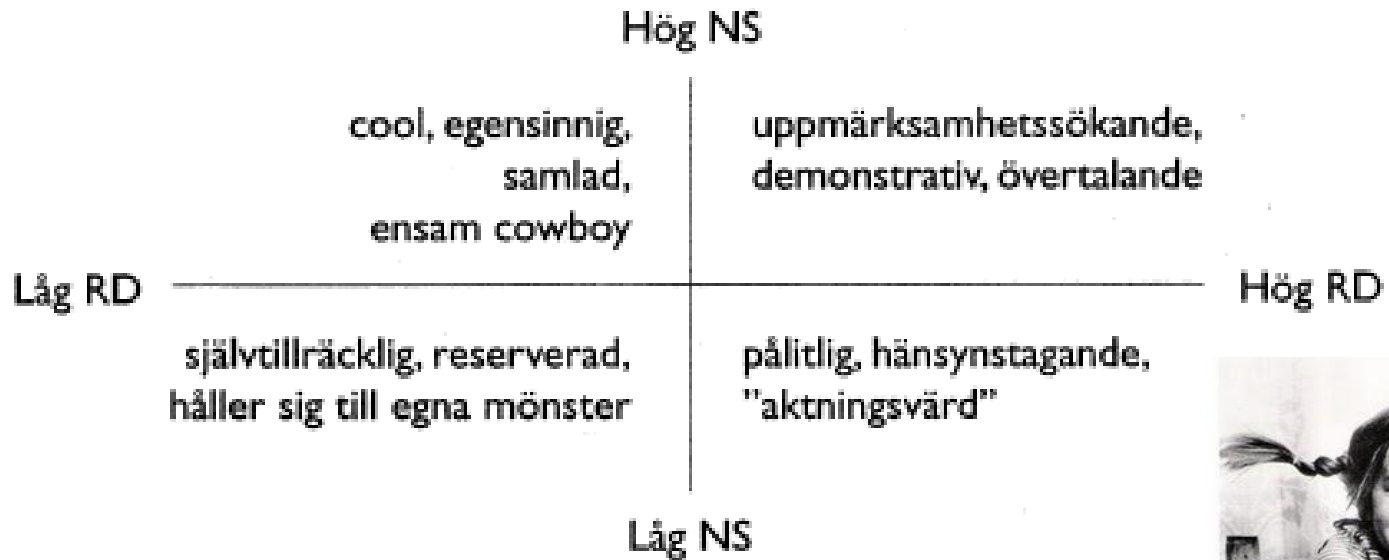 Hög NS
cool, egensinnig,
samlad,
ensam cowboy
uppmärksamhetssökande,
demonstrativ, övertalande
Låg RD
Hög RD
självtillräcklig, reserverad,
håller sig till egna mönster
pålitlig, hänsynstagande,
”aktningsvärd”
Låg NS